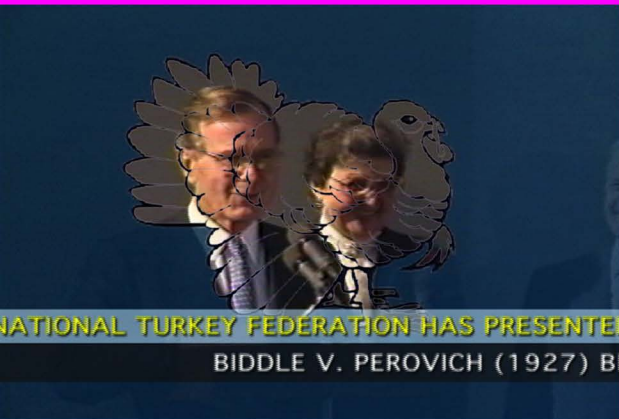 NATIONAL TURKEY FEDERATION HAS PRESENTE
BIDDLE V. PEROVICH (1927) B